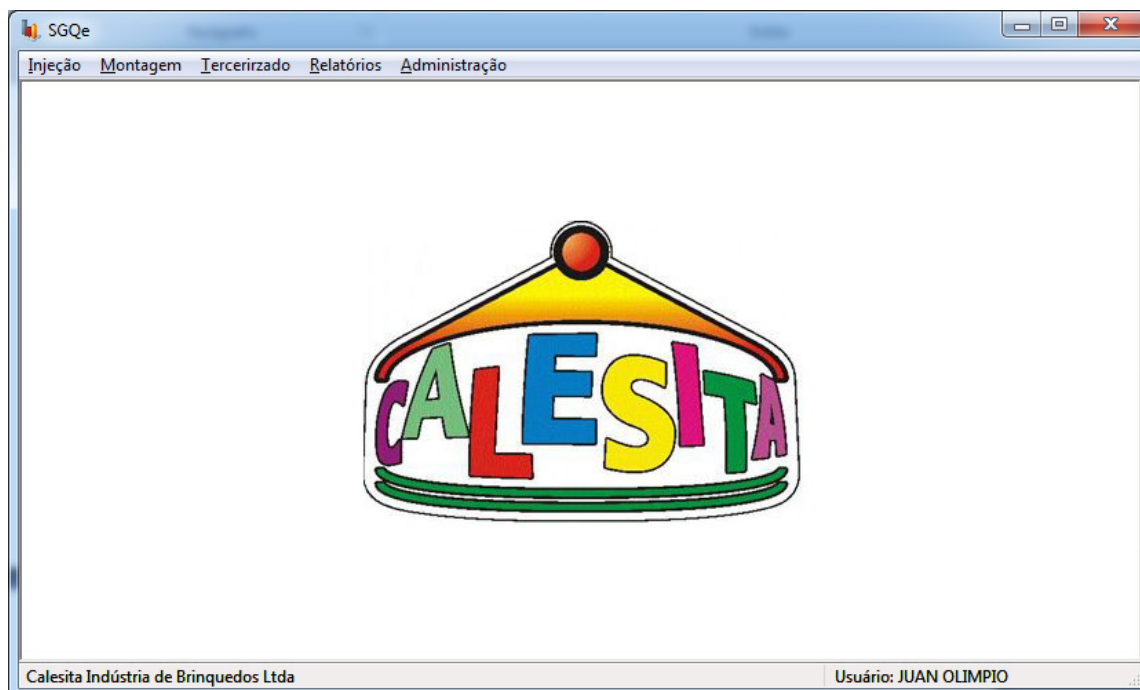 SGQe
Injeção Montagem Tercerirzado Relatórios Administração
CALESITA
Calesita Indústria de Brinquedos Ltda Usuário: JUAN OLIMPIO